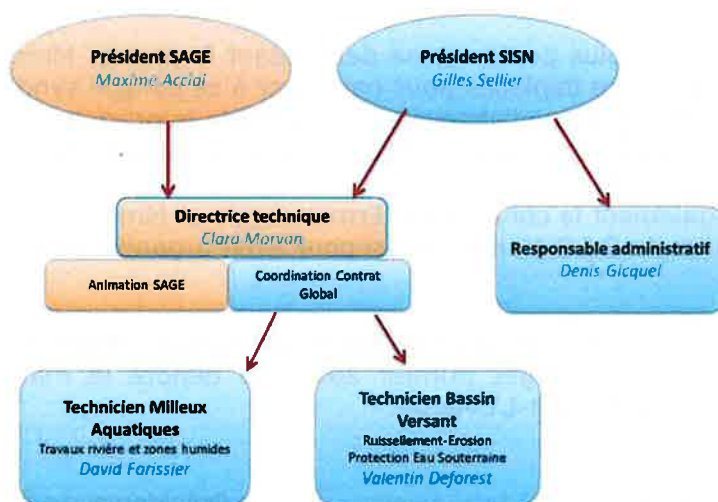 Président SAGE
Maxime Acciai
Président SISN
Gilles Sellier
Directrice technique
Clara Morvan
Animation SAGE
Coordination Contrat
Global
Responsable administratif
Denis Gicquel
Technicien Milieux
Aquatiques
Travaux rivière et zones humides
David Farissier
Technicien Bassin
Versant
Ruissellement-Erosion
Protection Eau Souterraine
Valentin Deforest